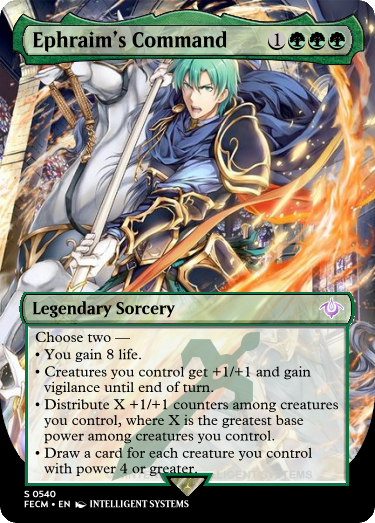 Ephraim's Command 1
Legendary Sorcery
Choose two —
• You gain 8 life.
• Creatures you control get +1/+1 and gain
vigilance until end of turn.
• Distribute X +1/+1 counters among creatures
you control, where X is the greatest base
power among creatures you control.
• Draw a card for each creature you control
with power 4 or greater.
INTELLIGENT SYSTEMS
S 0540
FECM • EN INTELLIGENT SYSTEMS